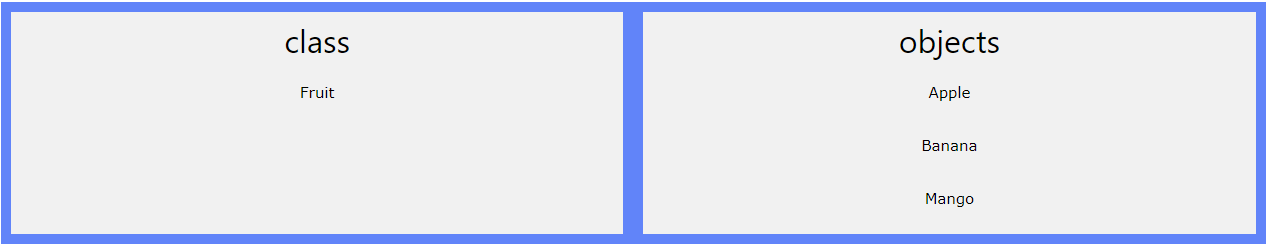 class
Fruit
objects
Apple
Banana
Mango